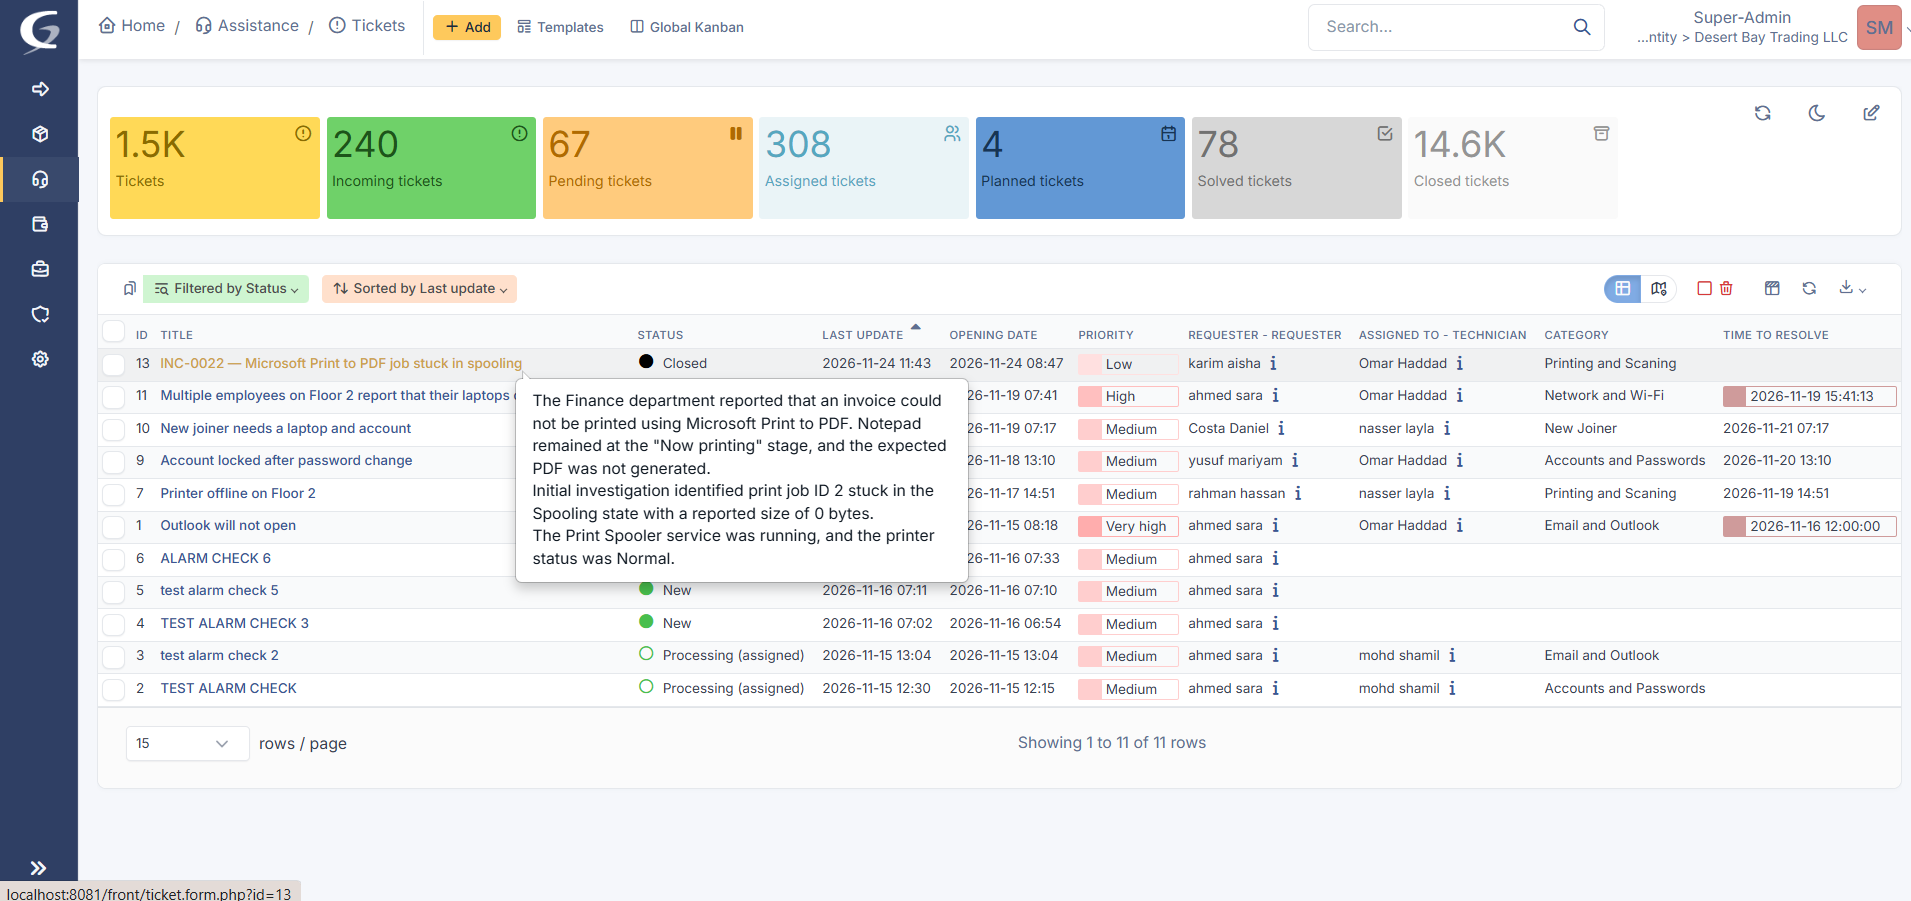 Home / Assistance / Tickets
+ Add
Templates
Global Kanban
Search...
Super-Admin
...ntity > Desert Bay Trading LLC
SM
1.5K
Tickets
240
Incoming tickets
67
Pending tickets
308
Assigned tickets
4
Planned tickets
78
Solved tickets
14.6K
Closed tickets
Filtered by Status
Sorted by Last update
ID TITLE STATUS LAST UPDATE OPENING DATE PRIORITY REQUESTER - REQUESTER ASSIGNED TO - TECHNICIAN CATEGORY TIME TO RESOLVE
13 INC-0022 — Microsoft Print to PDF job stuck in spooling Closed 2026-11-24 11:43 2026-11-24 08:47 Low karim aisha i Omar Haddad i Printing and Scaning
11 Multiple employees on Floor 2 report that their laptops 26-11-19 07:41 High ahmed sara i Omar Haddad i Network and Wi-Fi 2026-11-19 15:41:13
10 New joiner needs a laptop and account 26-11-19 07:17 Medium Costa Daniel i nasser layla i New Joiner 2026-11-21 07:17
9 Account locked after password change 26-11-18 13:10 Medium yusuf mariyam i Omar Haddad i Accounts and Passwords 2026-11-20 13:10
7 Printer offline on Floor 2 26-11-17 14:51 Medium rahman hassan i nasser layla i Printing and Scaning 2026-11-19 14:51
1 Outlook will not open 26-11-15 08:18 Very high ahmed sara i Omar Haddad i Email and Outlook 2026-11-16 12:00:00
6 ALARM CHECK 6 26-11-16 07:33 Medium ahmed sara i
5 test alarm check 5 New 2026-11-16 07:11 2026-11-16 07:10 Medium ahmed sara i
4 TEST ALARM CHECK 3 New 2026-11-16 07:02 2026-11-16 06:54 Medium ahmed sara i
3 test alarm check 2 Processing (assigned) 2026-11-15 13:04 2026-11-15 13:04 Medium ahmed sara i mohd shamil i Email and Outlook
2 TEST ALARM CHECK Processing (assigned) 2026-11-15 12:30 2026-11-15 12:15 Medium ahmed sara i mohd shamil i Accounts and Passwords
The Finance department reported that an invoice could
not be printed using Microsoft Print to PDF. Notepad
remained at the "Now printing" stage, and the expected
PDF was not generated.
Initial investigation identified print job ID 2 stuck in the
Spooling state with a reported size of 0 bytes.
The Print Spooler service was running, and the printer
status was Normal.
15 rows / page
Showing 1 to 11 of 11 rows
localhost:8081/front/ticket.form.php?id=13